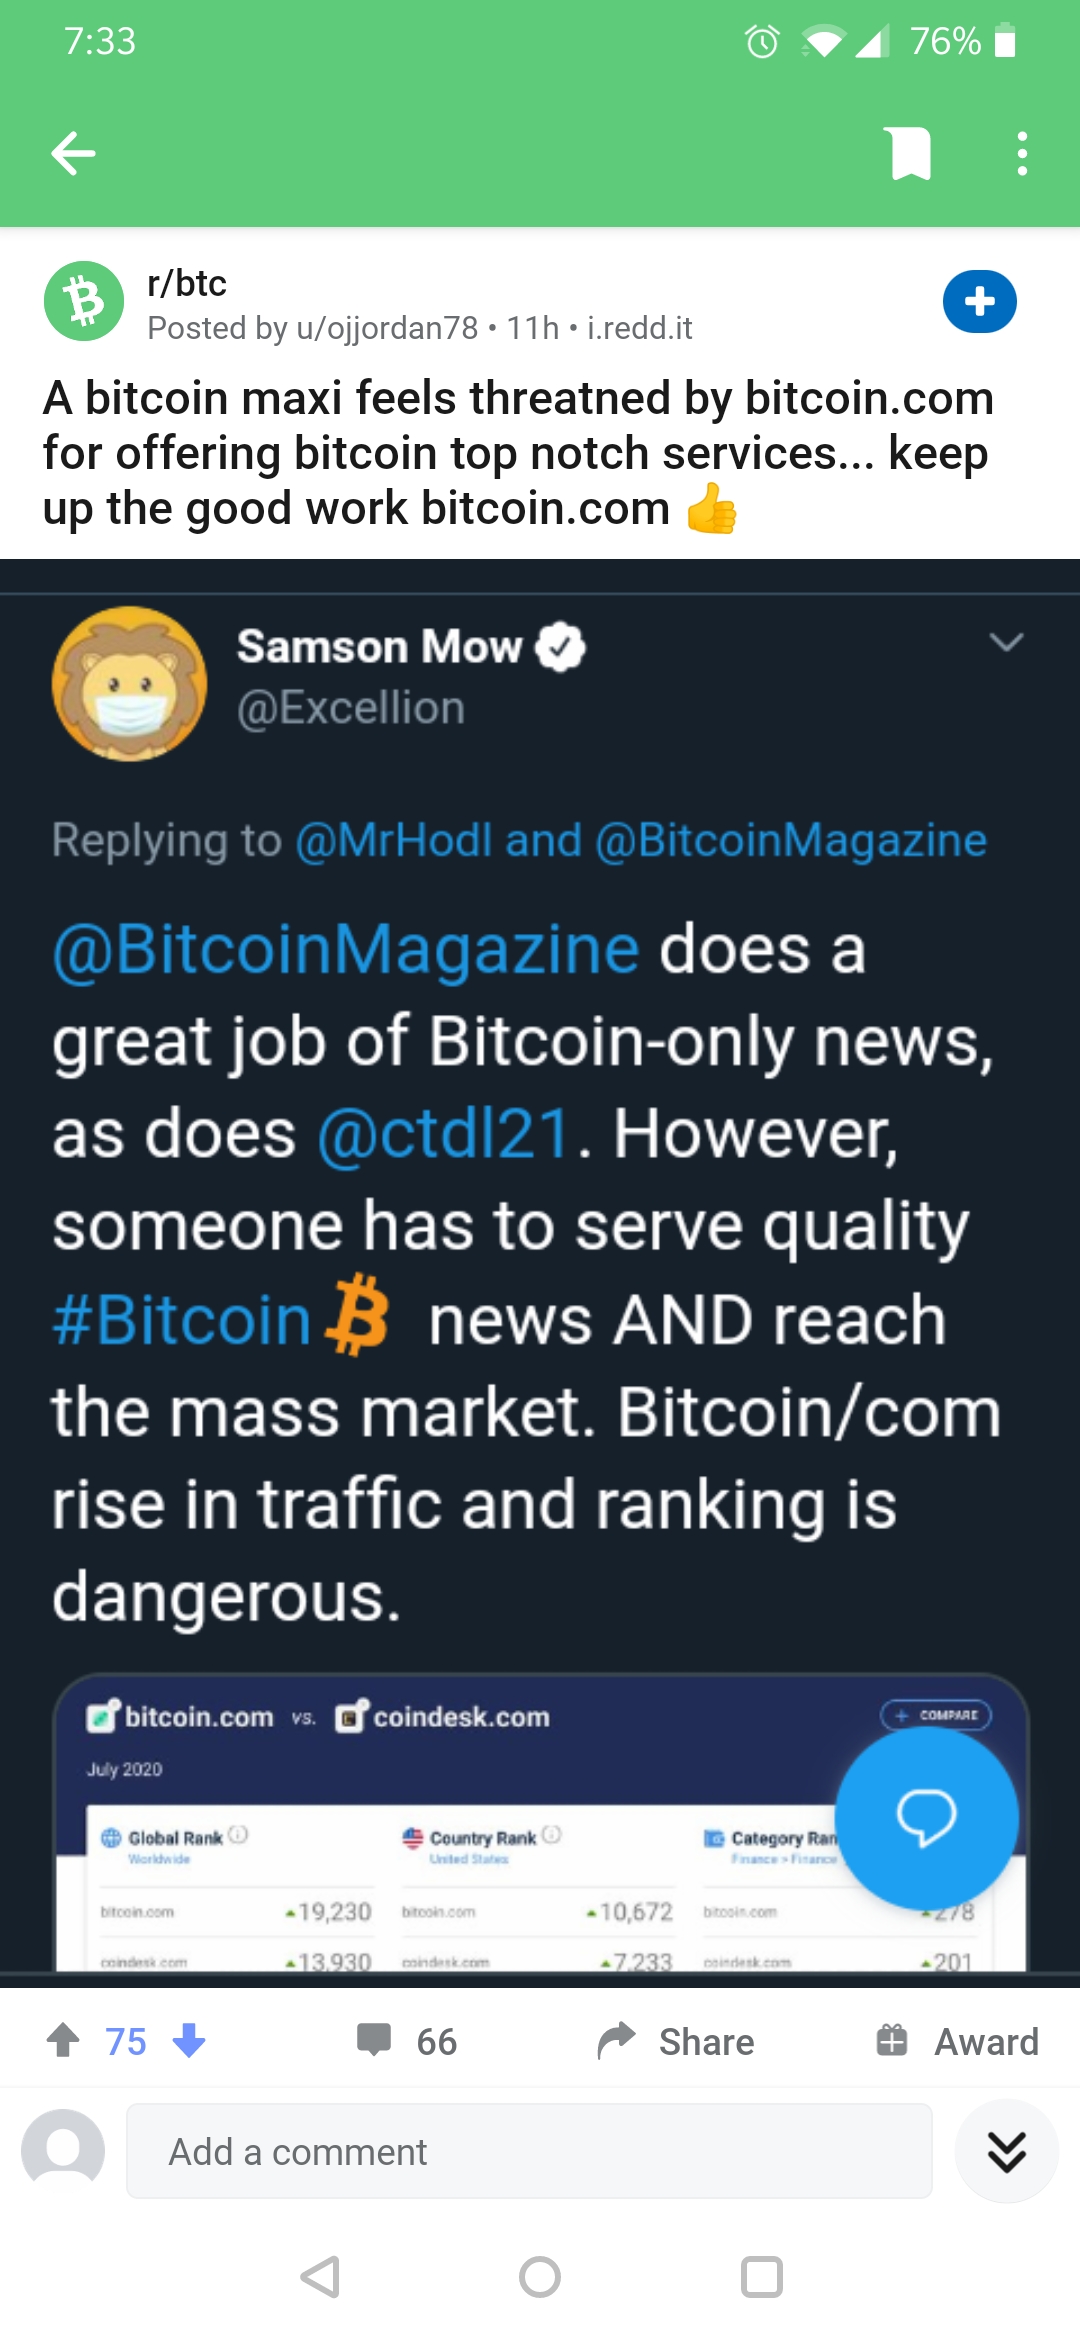 7:33
76%
r/btc
Posted by u/ojjordan78 • 11h • i.redd.it
A bitcoin maxi feels threatned by bitcoin.com
for offering bitcoin top notch services... keep
up the good work bitcoin.com 👍
Samson Mow
@Excellion
Replying to @MrHodl and @BitcoinMagazine
@BitcoinMagazine does a
great job of Bitcoin-only news,
as does @ctdl21. However,
someone has to serve quality
#Bitcoin₿ news AND reach
the mass market. Bitcoin/com
rise in traffic and ranking is
dangerous.
bitcoin.com vs. coindesk.com
+ COMPARE
July 2020
Global Rank Country Rank Category Ran
Worldwide United States Finance > Finance
bitcoin.com 19,230 bitcoin.com 10,672 bitcoin.com 278
coindesk.com 13,930 coindesk.com 7,233 coindesk.com 201
75 66 Share Award
Add a comment